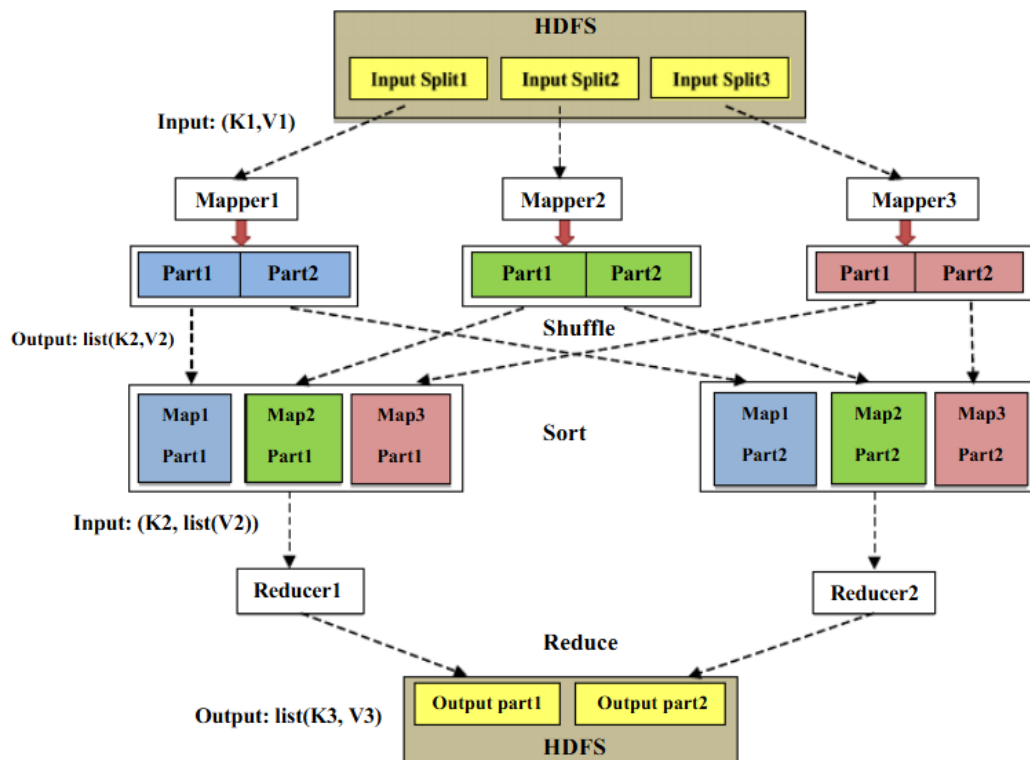 HDFS
Input Split1 Input Split2 Input Split3
Input: (K1,V1)
Mapper1 Mapper2 Mapper3
Part1 Part2 Part1 Part2 Part1 Part2
Shuffle
Output: list(K2,V2)
Map1 Map2 Map3 Map1 Map2 Map3
Sort
Part1 Part1 Part1 Part2 Part2 Part2
Input: (K2, list(V2))
Reducer1 Reducer2
Reduce
Output part1 Output part2
Output: list(K3, V3)
HDFS